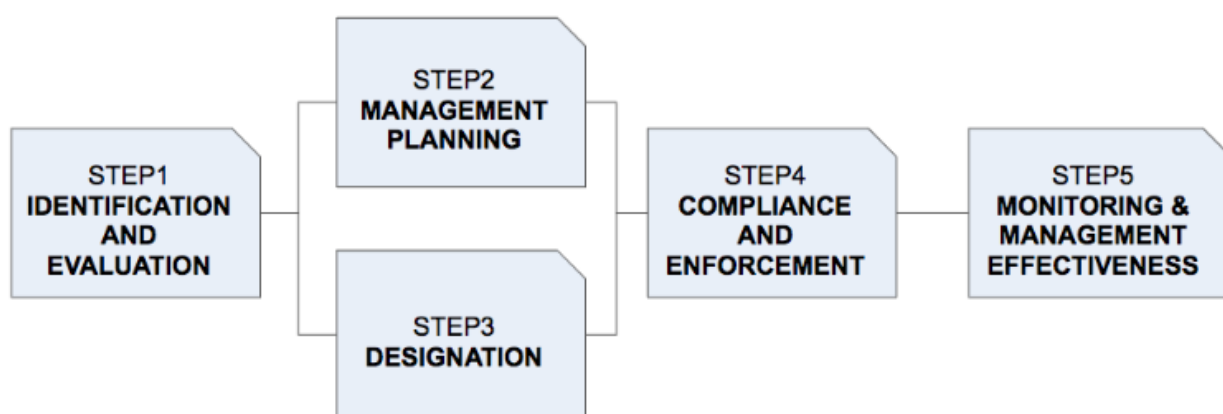 STEP1
IDENTIFICATION
AND
EVALUATION
STEP2
MANAGEMENT
PLANNING
STEP3
DESIGNATION
STEP4
COMPLIANCE
AND
ENFORCEMENT
STEP5
MONITORING &
MANAGEMENT
EFFECTIVENESS